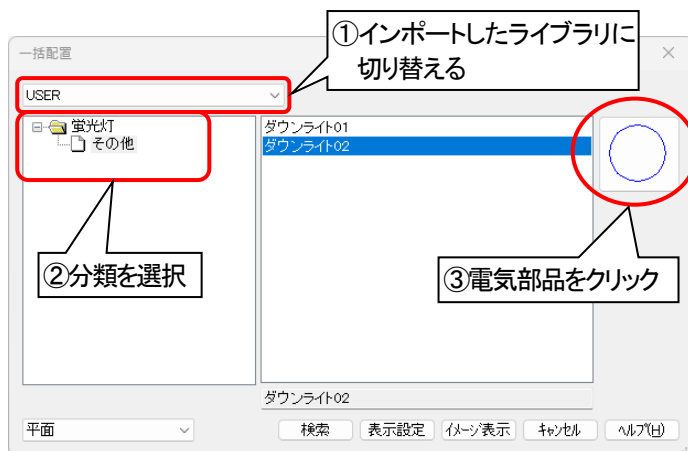 ①インポートしたライブラリに
切り替える
一括配置
USER
蛍光灯
その他
ダウンライト01
ダウンライト02
②分類を選択
③電気部品をクリック
ダウンライト02
平面
検索
表示設定
イメージ表示
キャンセル
ヘルプ(H)